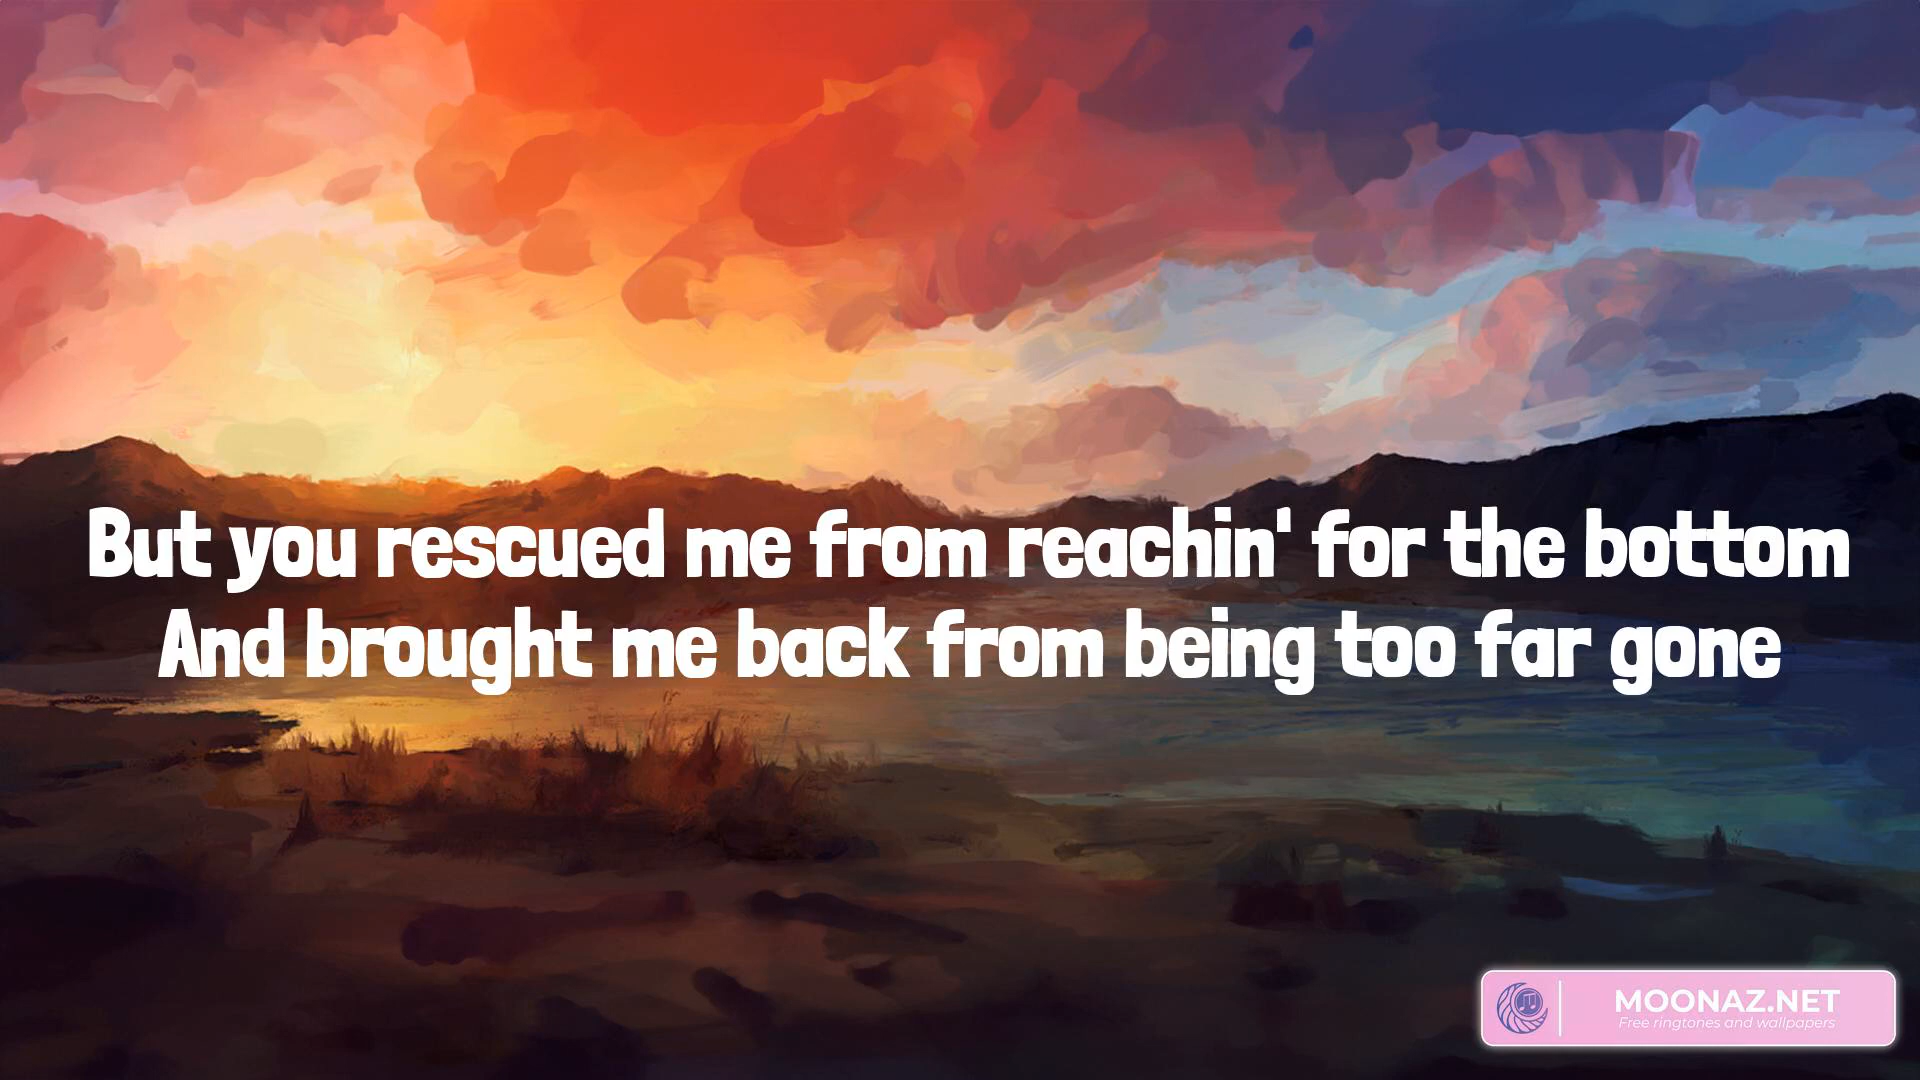 But you rescued me from reachin' for the bottom
And brought me back from being too far gone
MOONAZ.NET
Free ringtones and wallpapers